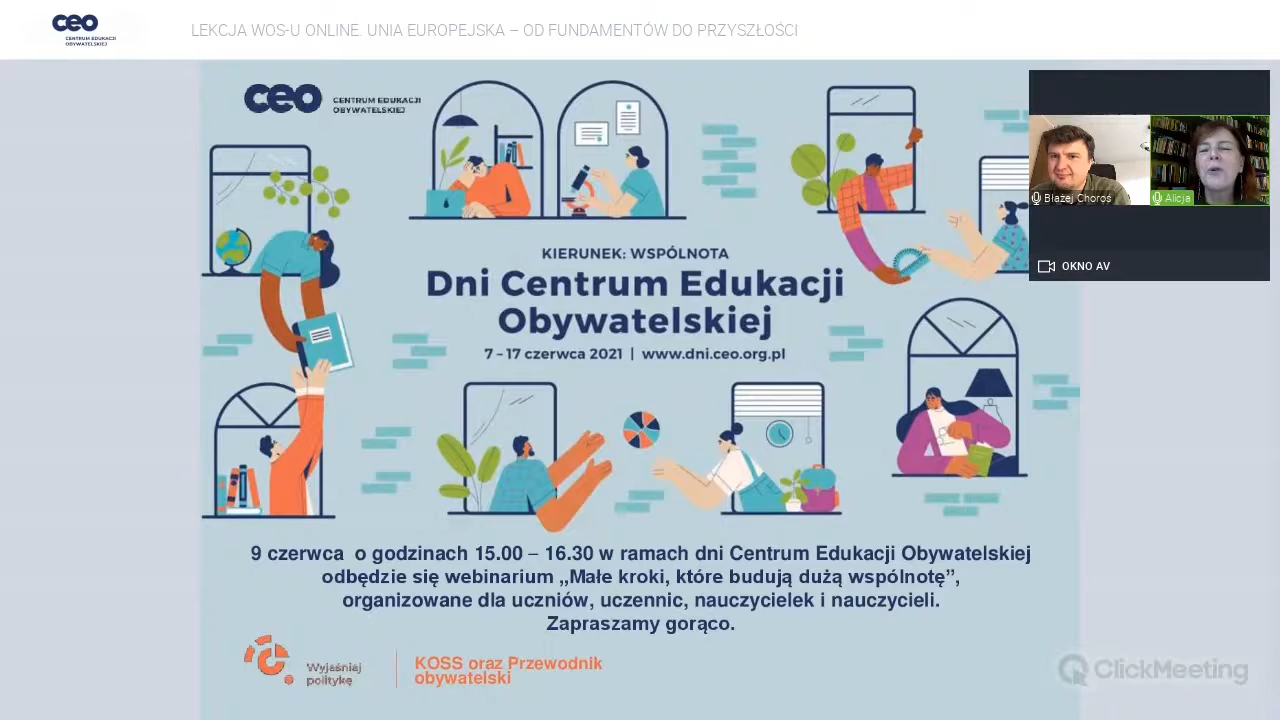 ceo
CENTRUM EDUKACJI
OBYWATELSKIEJ
LEKCJA WOS-U ONLINE. UNIA EUROPEJSKA – OD FUNDAMENTÓW DO PRZYSZŁOŚCI
ceo
CENTRUM EDUKACJI
OBYWATELSKIEJ
Błażej Choroś
Alicja
OKNO AV
KIERUNEK: WSPÓLNOTA
Dni Centrum Edukacji
Obywatelskiej
7 – 17 czerwca 2021 | www.dni.ceo.org.pl
9 czerwca o godzinach 15.00 – 16.30 w ramach dni Centrum Edukacji Obywatelskiej
odbędzie się webinarium „Małe kroki, które budują dużą wspólnotę”,
organizowane dla uczniów, uczennic, nauczycielek i nauczycieli.
Zapraszamy gorąco.
Wyjaśniaj
politykę
KOSS oraz Przewodnik
obywatelski
ClickMeeting